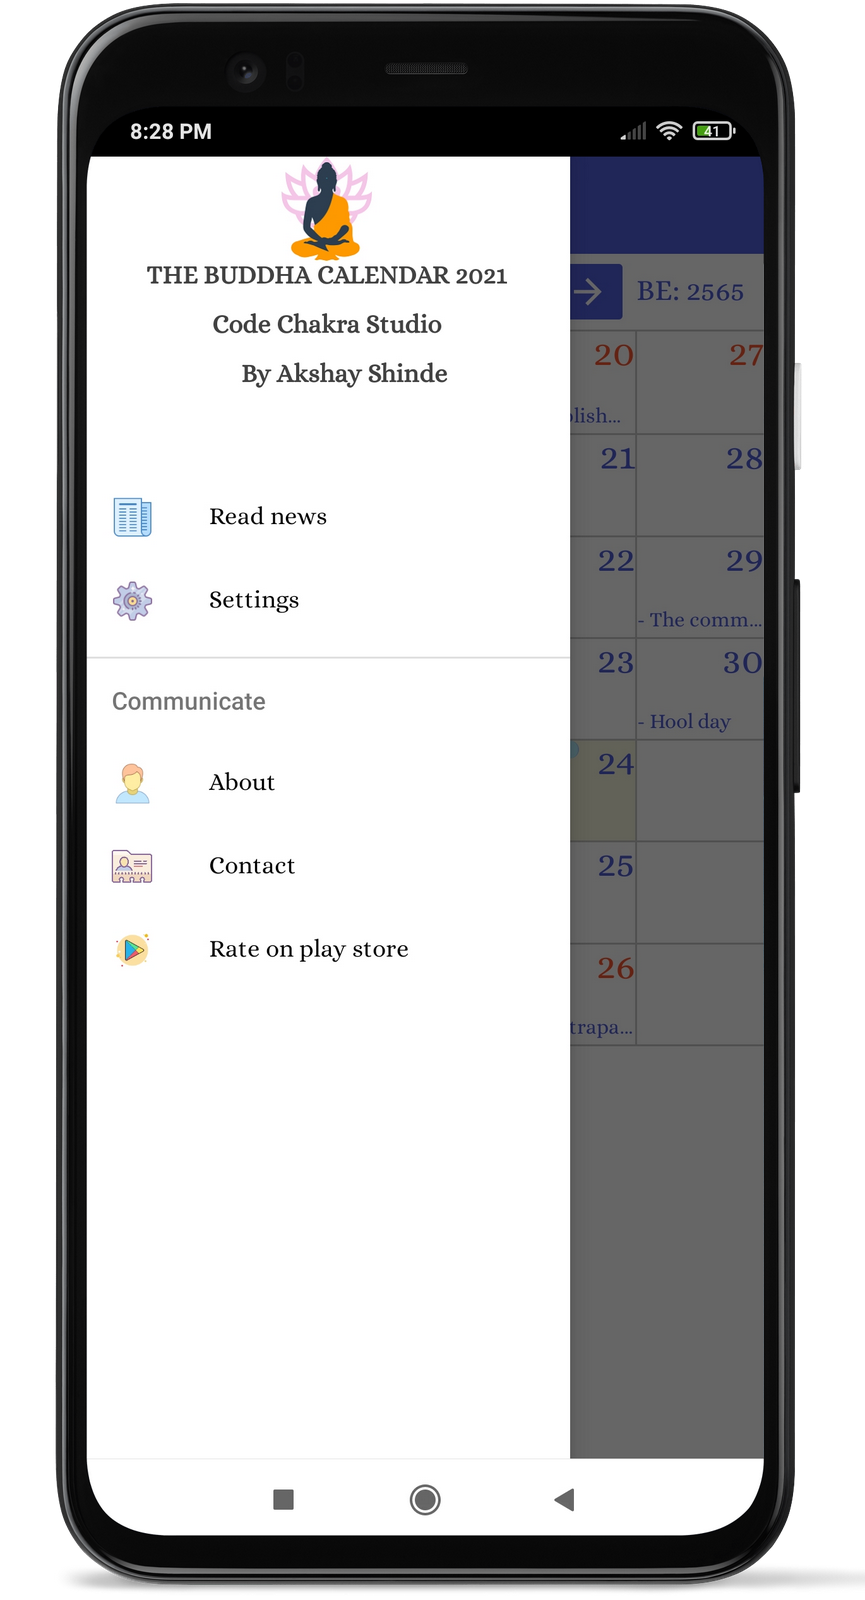 8:28 PM
41
THE BUDDHA CALENDAR 2021
Code Chakra Studio
By Akshay Shinde
Read news
Settings
Communicate
About
Contact
Rate on play store
BE: 2565
20
27
olish...
21
28
22
29
- The comm...
23
30
- Hool day
24
25
26
trapa...